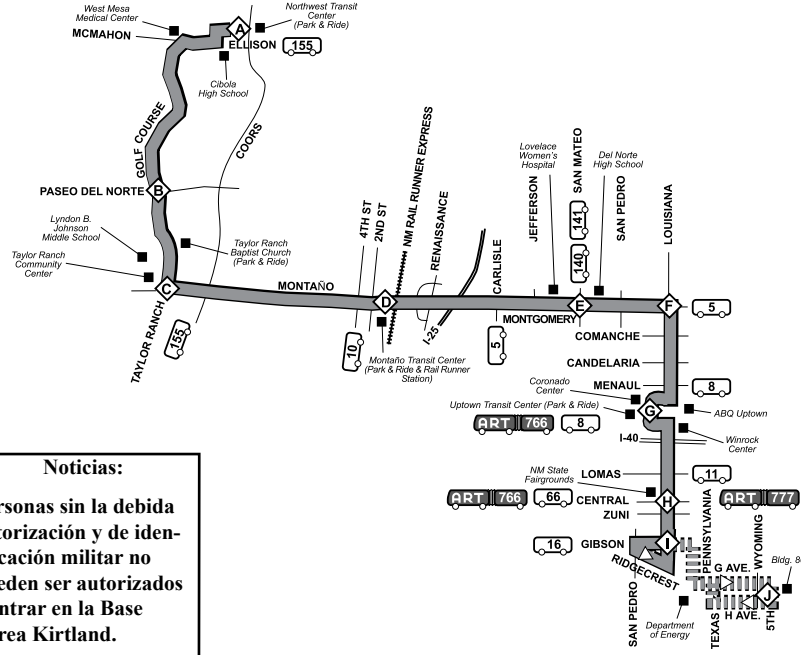 West Mesa
Medical Center
MCMAHON
A
Northwest Transit
Center
(Park & Ride)
ELLISON
155
Cibola
High School
GOLF COURSE
COORS
PASEO DEL NORTE
B
Lyndon B.
Johnson
Middle School
Taylor Ranch
Community
Center
Taylor Ranch
Baptist Church
(Park & Ride)
C
TAYLOR RANCH
155
MONTAÑO
4TH ST
2ND ST
NM RAIL RUNNER EXPRESS
RENAISSANCE
D
10
Montaño Transit Center
(Park & Ride & Rail Runner
Station)
I-25
CARLISLE
5
JEFFERSON
Lovelace
Women's
Hospital
SAN MATEO
141
140
Del Norte
High School
SAN PEDRO
LOUISIANA
MONTGOMERY
E
F
5
COMANCHE
CANDELARIA
MENAUL
8
Coronado
Center
Uptown Transit Center (Park & Ride)
G
ABQ Uptown
ART 766
8
I-40
Winrock
Center
LOMAS
11
NM State
Fairgrounds
ART 766
66
CENTRAL
H
ART 777
ZUNI
16
GIBSON
I
RIDGECREST
SAN PEDRO
PENNSYLVANIA
WYOMING
G AVE.
H AVE.
TEXAS
5TH
J
Bldg.
Department
of Energy
Noticias:
rsonas sin la debida
torización y de iden-
cación militar no
eden ser autorizados
entrar en la Base
rea Kirtland.